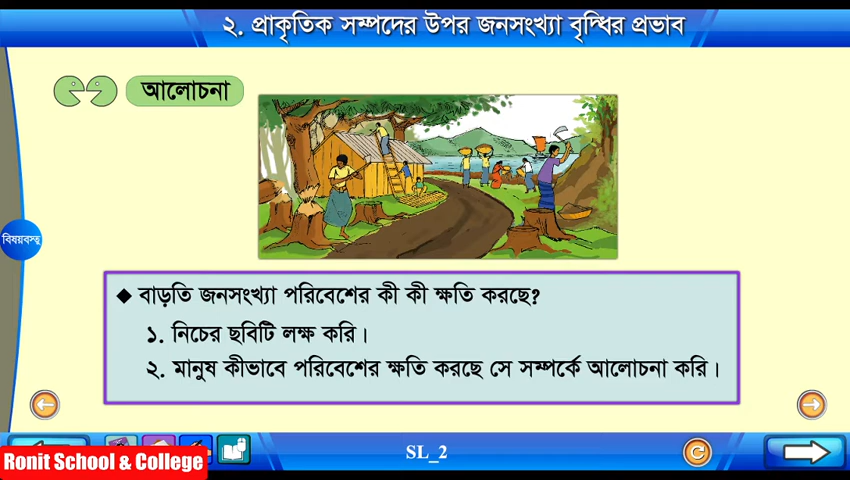 ২. প্রাকৃতিক সম্পদের উপর জনসংখ্যা বৃদ্ধির প্রভাব
আলোচনা
বিষয়বস্তু
◆ বাড়তি জনসংখ্যা পরিবেশের কী কী ক্ষতি করছে?
১. নিচের ছবিটি লক্ষ করি।
২. মানুষ কীভাবে পরিবেশের ক্ষতি করছে সে সম্পর্কে আলোচনা করি।
SL_2
Ronit School & College